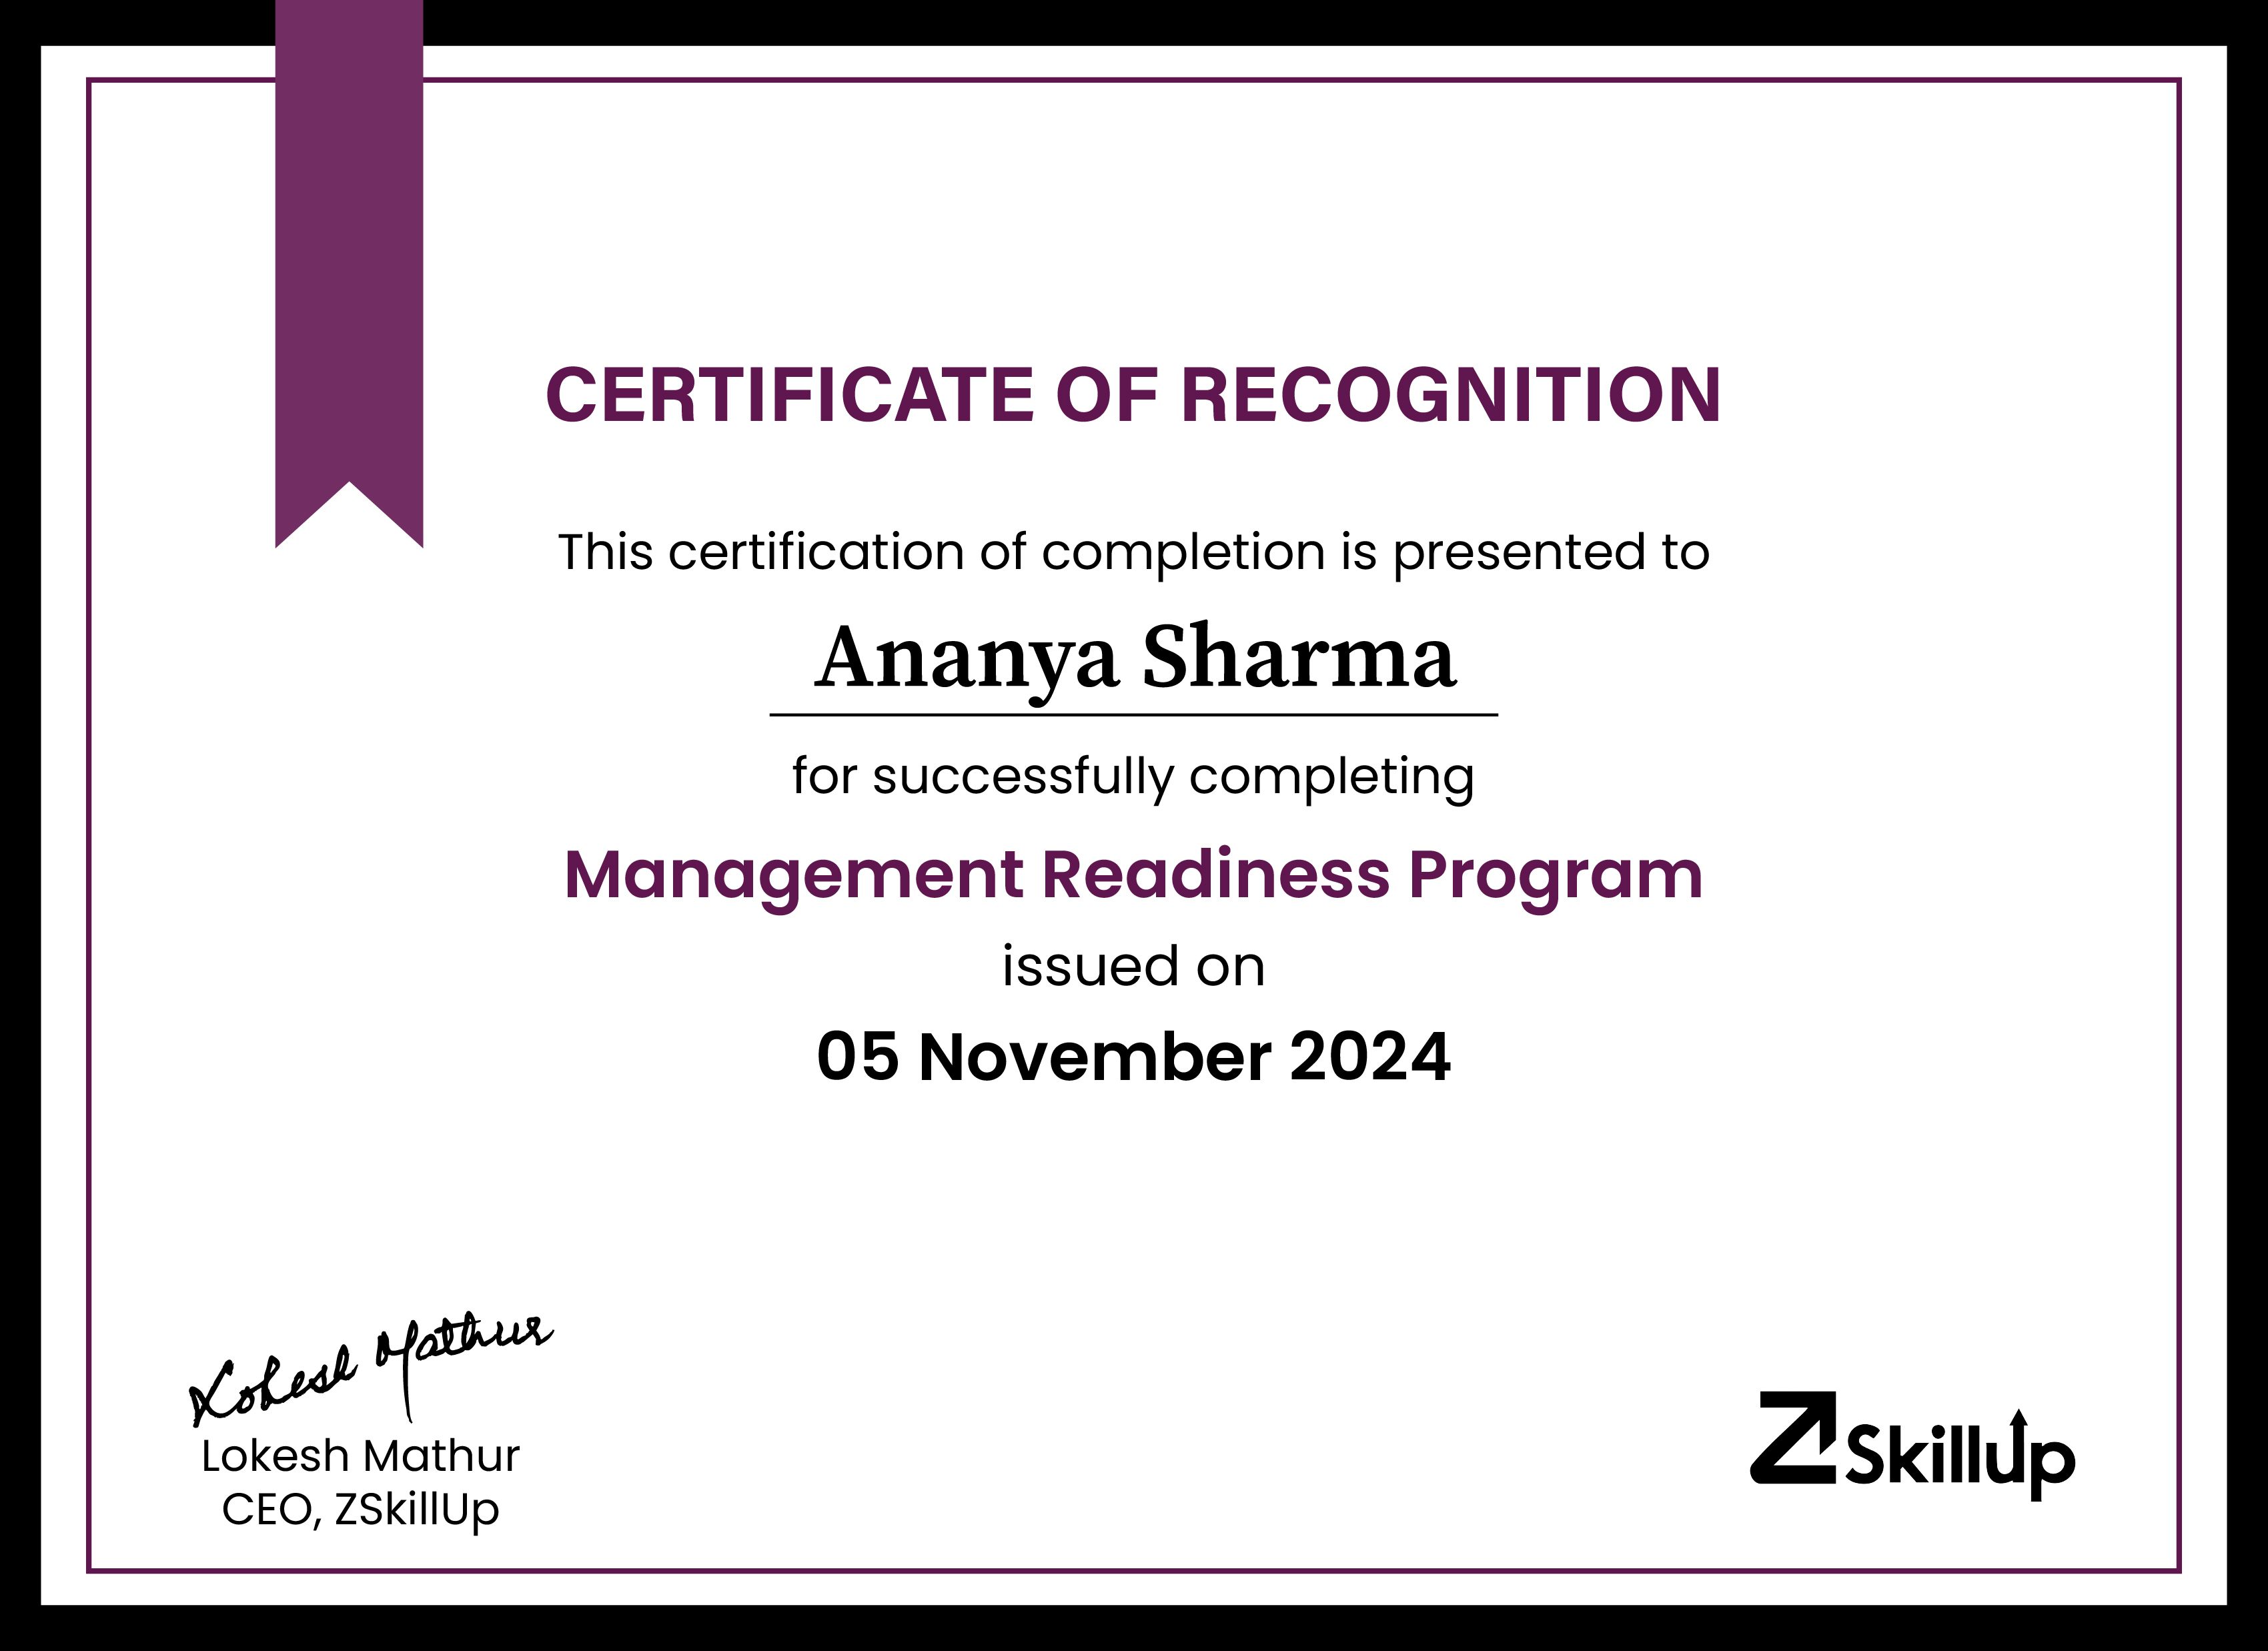 CERTIFICATE OF RECOGNITION
This certification of completion is presented to
Ananya Sharma
for successfully completing
Management Readiness Program
issued on
05 November 2024
Lokesh Mathur
Lokesh Mathur
CEO, ZSkillUp
ZSkillUp